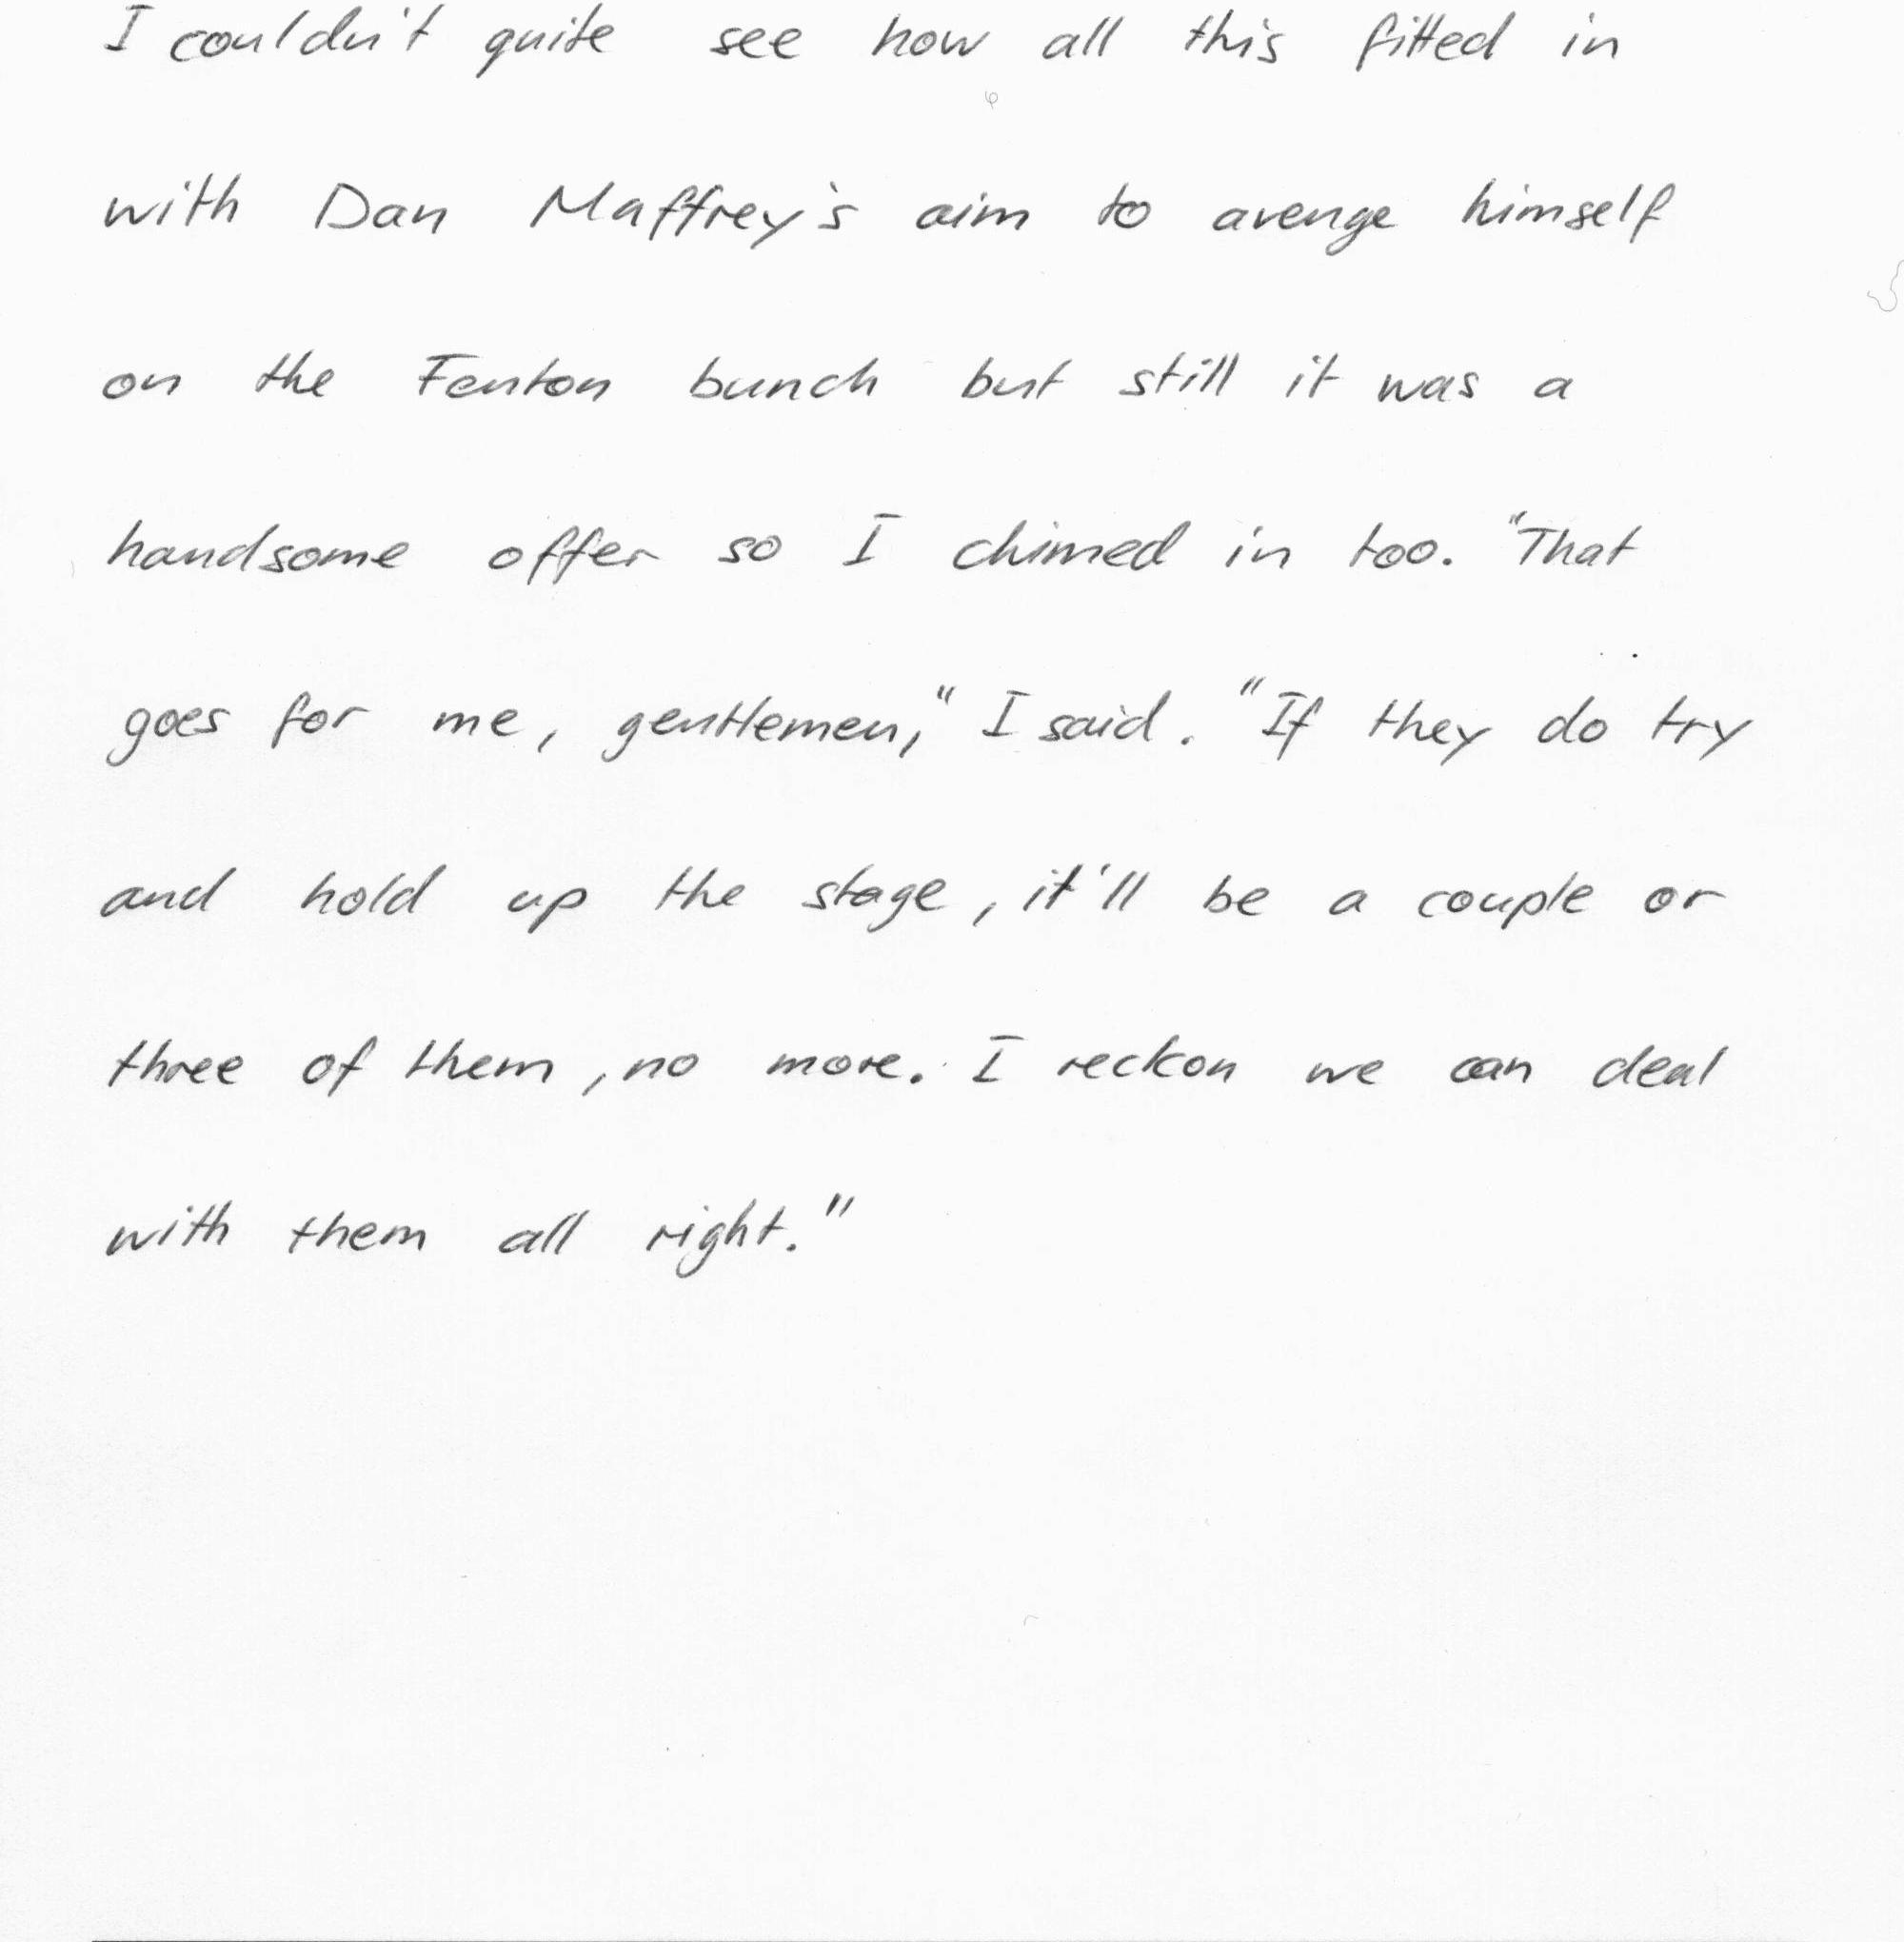 I couldn't quite see how all this fitted in
with Dan Maffrey's aim to avenge himself
on the Fenton bunch but still it was a
handsome offer so I chimed in too. "That
goes for me, gentlemen," I said. "If they do try
and hold up the stage, it'll be a couple or
three of them, no more. I reckon we can deal
with them all right."